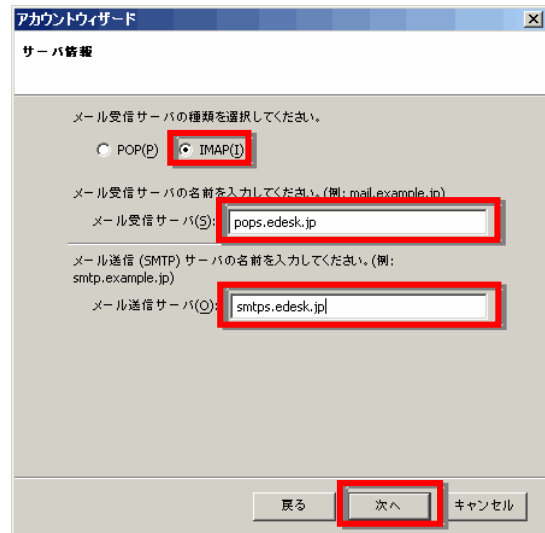 アカウントウィザード
サーバ情報
メール受信サーバの種類を選択してください。
POP(P) IMAP(I)
メール受信サーバの名前を入力してください。(例: mail.example.jp)
メール受信サーバ(S): pops.edesk.jp
メール送信 (SMTP) サーバの名前を入力してください。(例:
smtp.example.jp)
メール送信サーバ(O): smtps.edesk.jp
戻る 次へ キャンセル